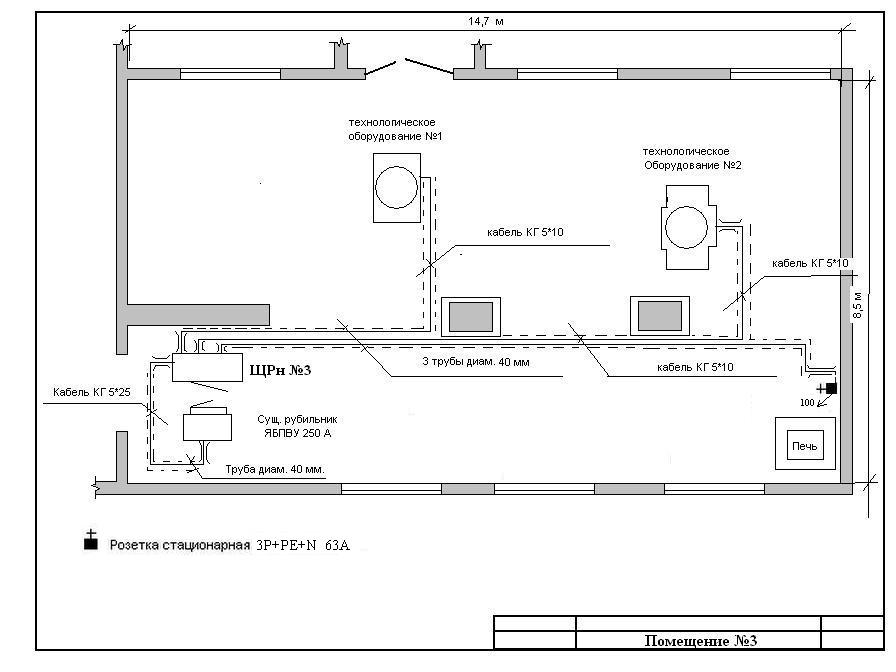 14,7 м
технологическое
оборудование №1
технологическое
Оборудование №2
кабель КГ 5*10
кабель КГ 5*10
8,5 м
3 трубы диам. 40 мм
кабель КГ 5*10
ЩРн №3
Кабель КГ 5*25
100
Сущ. рубильник
ЯБПВУ 250 А
Печь
Труба диам. 40 мм.
Розетка стационарная 3P+PE+N 63A
Помещение №3